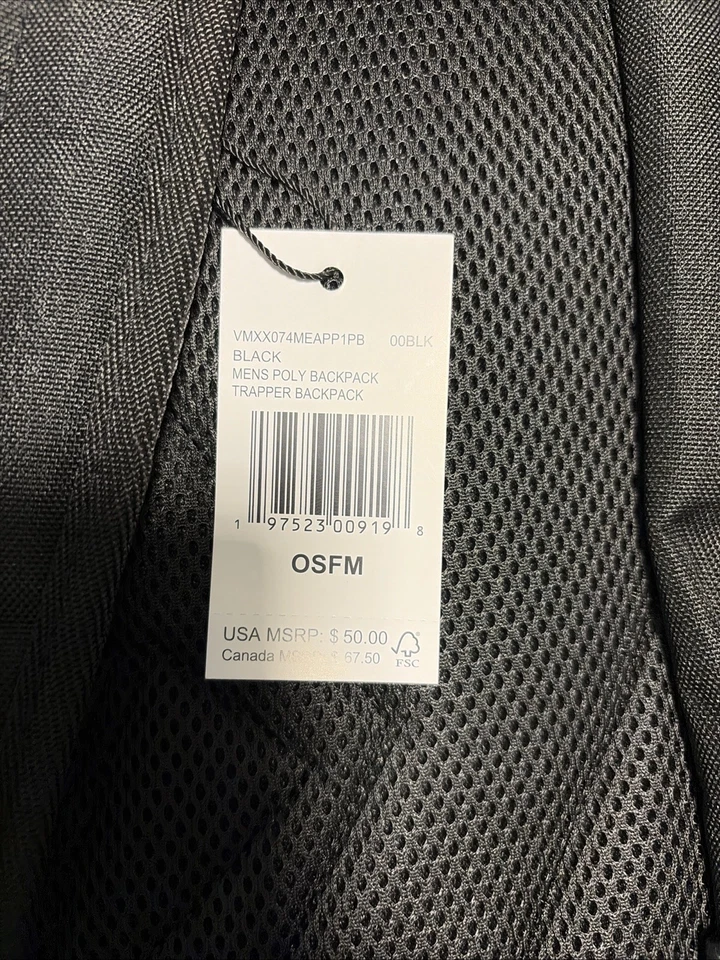 VMXX074MEAPP1PB 00BLK
BLACK
MENS POLY BACKPACK
TRAPPER BACKPACK
1 97523 00919 8
OSFM
USA MSRP: $ 50.00
Canada 67.50
FSC